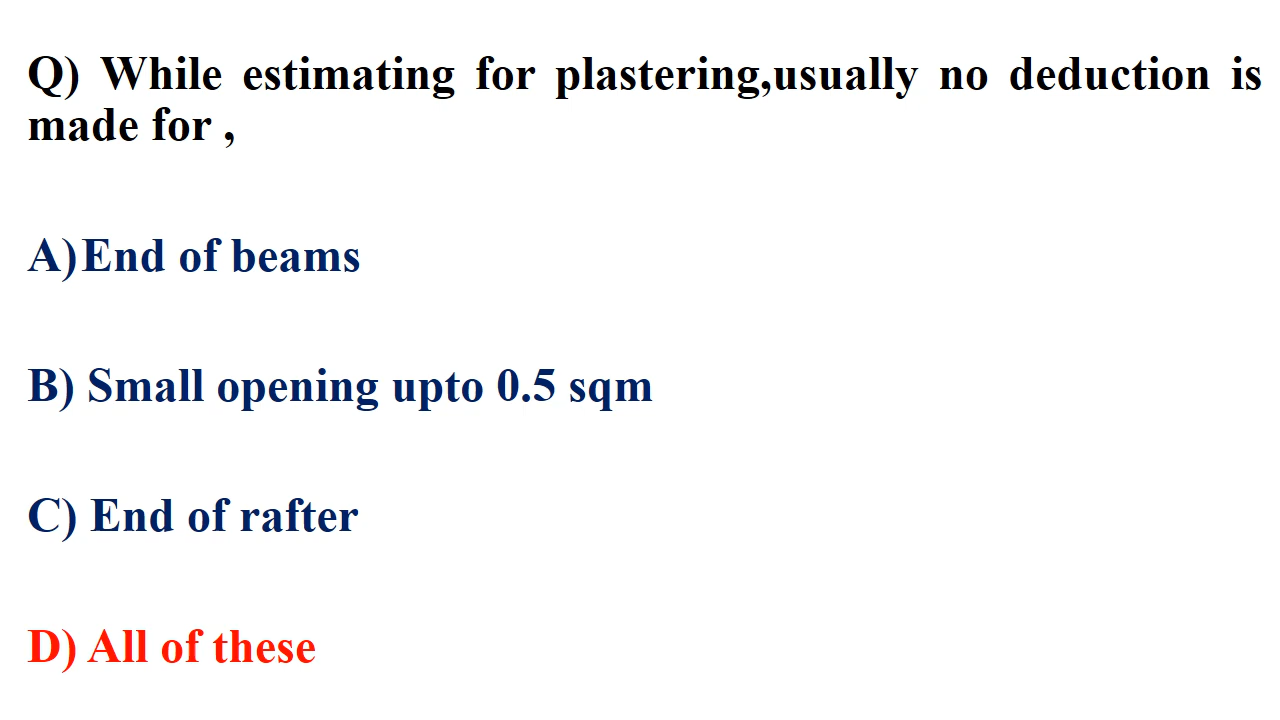 Q) While estimating for plastering,usually no deduction is
made for ,
A)End of beams
B) Small opening upto 0.5 sqm
C) End of rafter
D) All of these